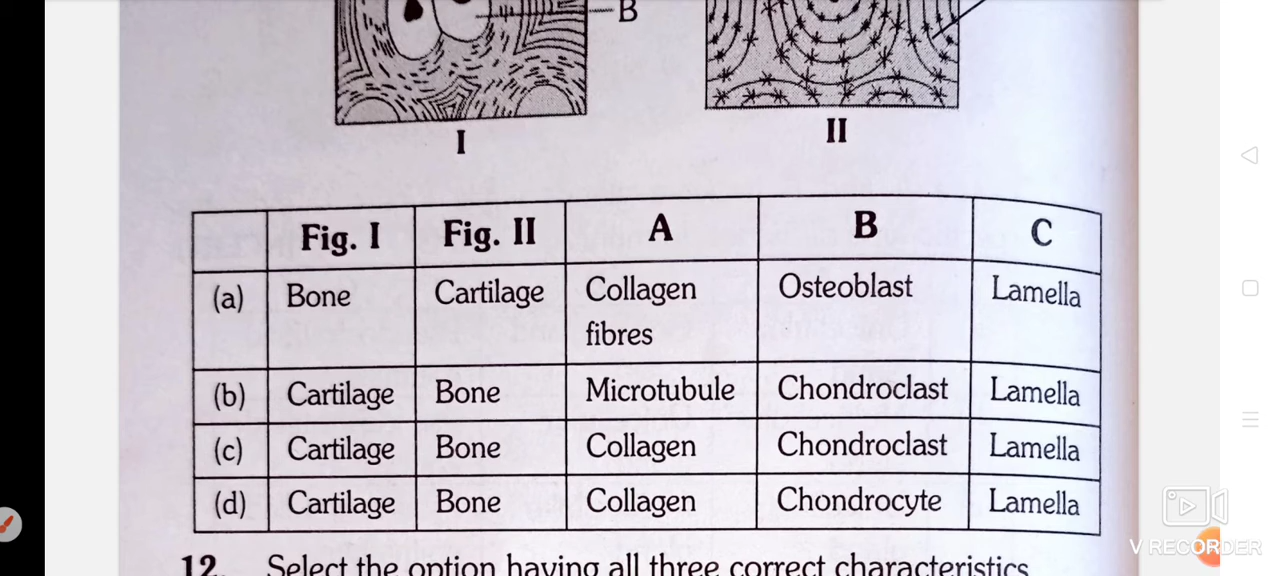 B
I
II
Fig. I Fig. II A B C
(a) Bone Cartilage Collagen fibres Osteoblast Lamella
(b) Cartilage Bone Microtubule Chondroclast Lamella
(c) Cartilage Bone Collagen Chondroclast Lamella
(d) Cartilage Bone Collagen Chondrocyte Lamella
12. Select the option having all three correct characteristics
V RECORDER